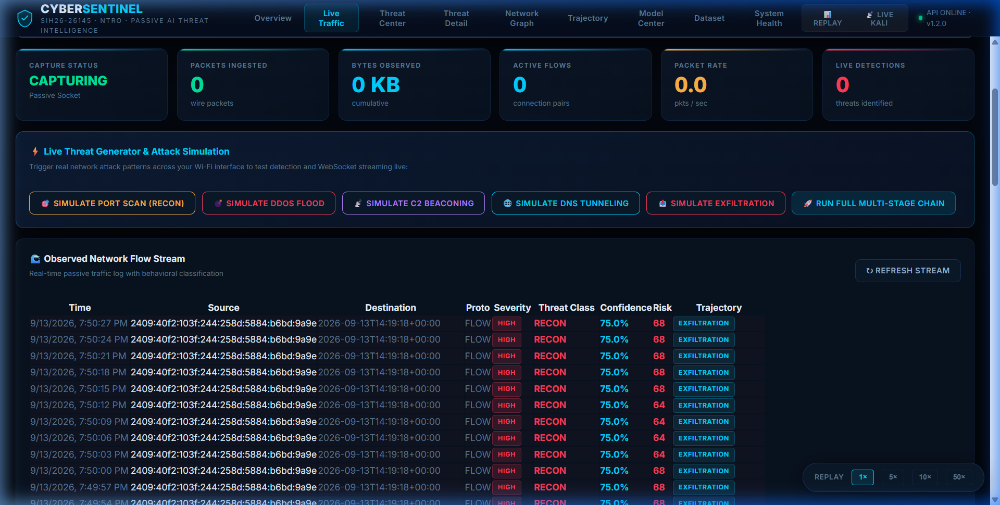 CYBERSENTINEL
SIH26-26145 · NTRO · PASSIVE AI THREAT
INTELLIGENCE
Overview
Live
Traffic
Threat
Center
Threat
Detail
Network
Graph
Trajectory
Model
Center
Dataset
System
Health
REPLAY
LIVE
KALI
API ONLINE ·
v1.2.0
CAPTURE STATUS
CAPTURING
Passive Socket
PACKETS INGESTED
0
wire packets
BYTES OBSERVED
0 KB
cumulative
ACTIVE FLOWS
0
connection pairs
PACKET RATE
0.0
pkts / sec
LIVE DETECTIONS
0
threats identified
Live Threat Generator & Attack Simulation
Trigger real network attack patterns across your Wi-Fi interface to test detection and WebSocket streaming live:
SIMULATE PORT SCAN (RECON)
SIMULATE DDOS FLOOD
SIMULATE C2 BEACONING
SIMULATE DNS TUNNELING
SIMULATE EXFILTRATION
RUN FULL MULTI-STAGE CHAIN
Observed Network Flow Stream
Real-time passive traffic log with behavioral classification
↻ REFRESH STREAM
Time Source Destination Proto Severity Threat Class Confidence Risk Trajectory
9/13/2026, 7:50:27 PM 2409:40f2:103f:244:258d:5884:b6bd:9a9e 2026-09-13T14:19:18+00:00 FLOW HIGH RECON 75.0% 68 EXFILTRATION
9/13/2026, 7:50:24 PM 2409:40f2:103f:244:258d:5884:b6bd:9a9e 2026-09-13T14:19:18+00:00 FLOW HIGH RECON 75.0% 68 EXFILTRATION
9/13/2026, 7:50:21 PM 2409:40f2:103f:244:258d:5884:b6bd:9a9e 2026-09-13T14:19:18+00:00 FLOW HIGH RECON 75.0% 68 EXFILTRATION
9/13/2026, 7:50:18 PM 2409:40f2:103f:244:258d:5884:b6bd:9a9e 2026-09-13T14:19:18+00:00 FLOW HIGH RECON 75.0% 68 EXFILTRATION
9/13/2026, 7:50:15 PM 2409:40f2:103f:244:258d:5884:b6bd:9a9e 2026-09-13T14:19:18+00:00 FLOW HIGH RECON 75.0% 68 EXFILTRATION
9/13/2026, 7:50:12 PM 2409:40f2:103f:244:258d:5884:b6bd:9a9e 2026-09-13T14:19:18+00:00 FLOW HIGH RECON 75.0% 64 EXFILTRATION
9/13/2026, 7:50:09 PM 2409:40f2:103f:244:258d:5884:b6bd:9a9e 2026-09-13T14:19:18+00:00 FLOW HIGH RECON 75.0% 64 EXFILTRATION
9/13/2026, 7:50:06 PM 2409:40f2:103f:244:258d:5884:b6bd:9a9e 2026-09-13T14:19:18+00:00 FLOW HIGH RECON 75.0% 64 EXFILTRATION
9/13/2026, 7:50:03 PM 2409:40f2:103f:244:258d:5884:b6bd:9a9e 2026-09-13T14:19:18+00:00 FLOW HIGH RECON 75.0% 64 EXFILTRATION
9/13/2026, 7:50:00 PM 2409:40f2:103f:244:258d:5884:b6bd:9a9e 2026-09-13T14:19:18+00:00 FLOW HIGH RECON 75.0% 68 EXFILTRATION
9/13/2026, 7:49:57 PM 2409:40f2:103f:244:258d:5884:b6bd:9a9e 2026-09-13T14:19:18+00:00 FLOW HIGH RECON 75.0% 68 EXFILTRATION
9/13/2026, 7:49:54 PM 2409:40f2:103f:244:258d:5884:b6bd:9a9e 2026-09-13T14:19:18+00:00 FLOW HIGH RECON 75.0% 68 EXFILTRATION
REPLAY 1× 5× 10× 50×